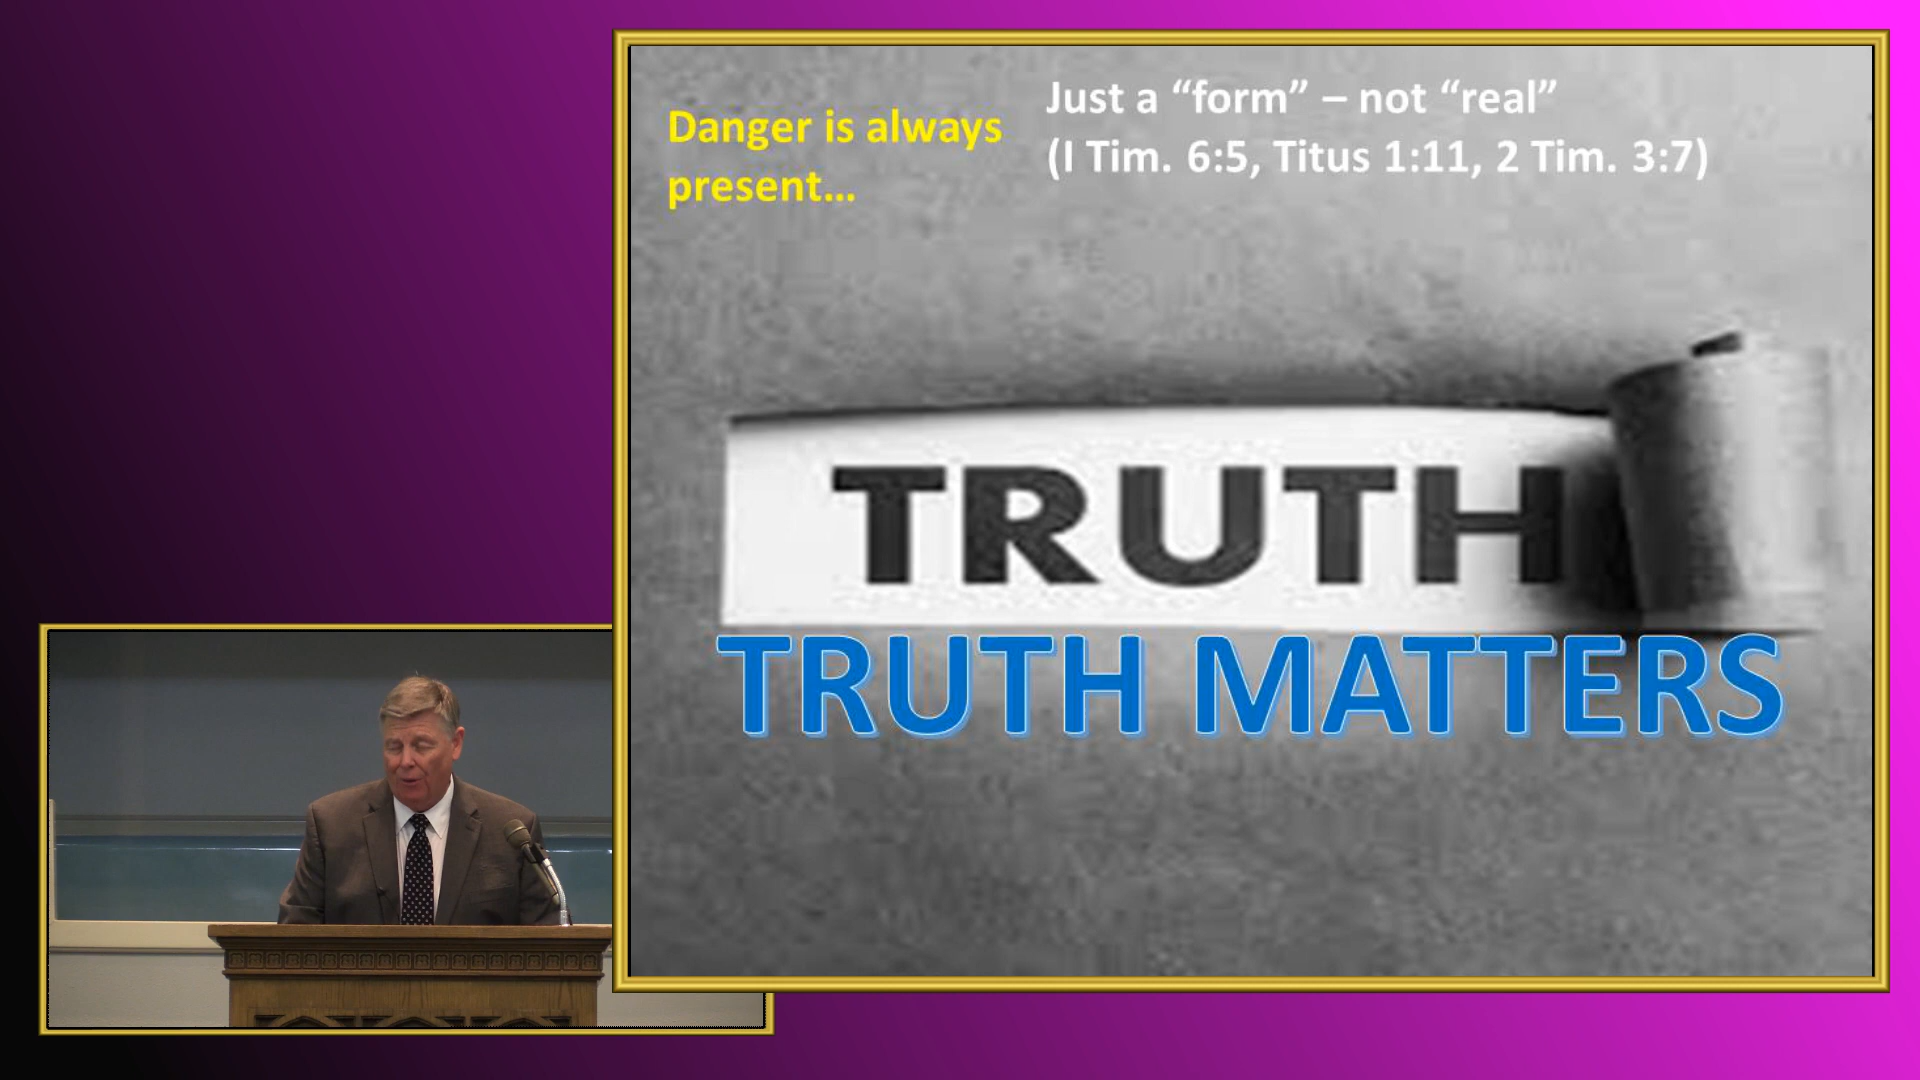 Danger is always
present...
Just a “form” – not “real”
(I Tim. 6:5, Titus 1:11, 2 Tim. 3:7)
TRUTH
TRUTH MATTERS